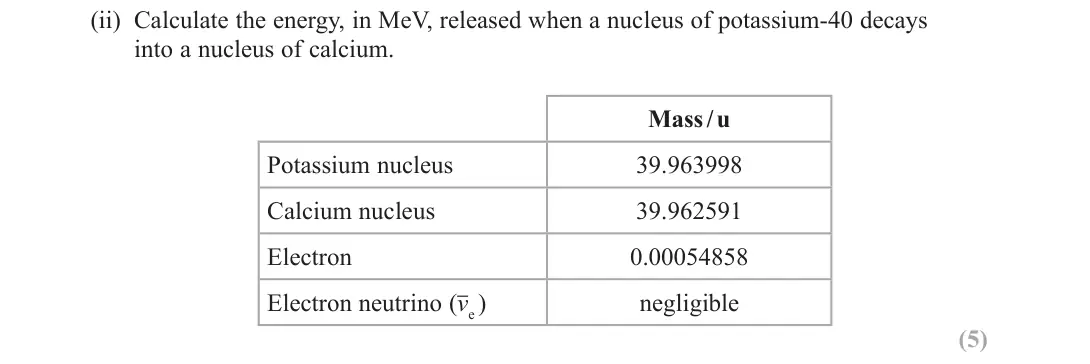 (ii) Calculate the energy, in MeV, released when a nucleus of potassium-40 decays
into a nucleus of calcium.
Mass / u
Potassium nucleus 39.963998
Calcium nucleus 39.962591
Electron 0.00054858
Electron neutrino (ν̅ₑ) negligible
(5)